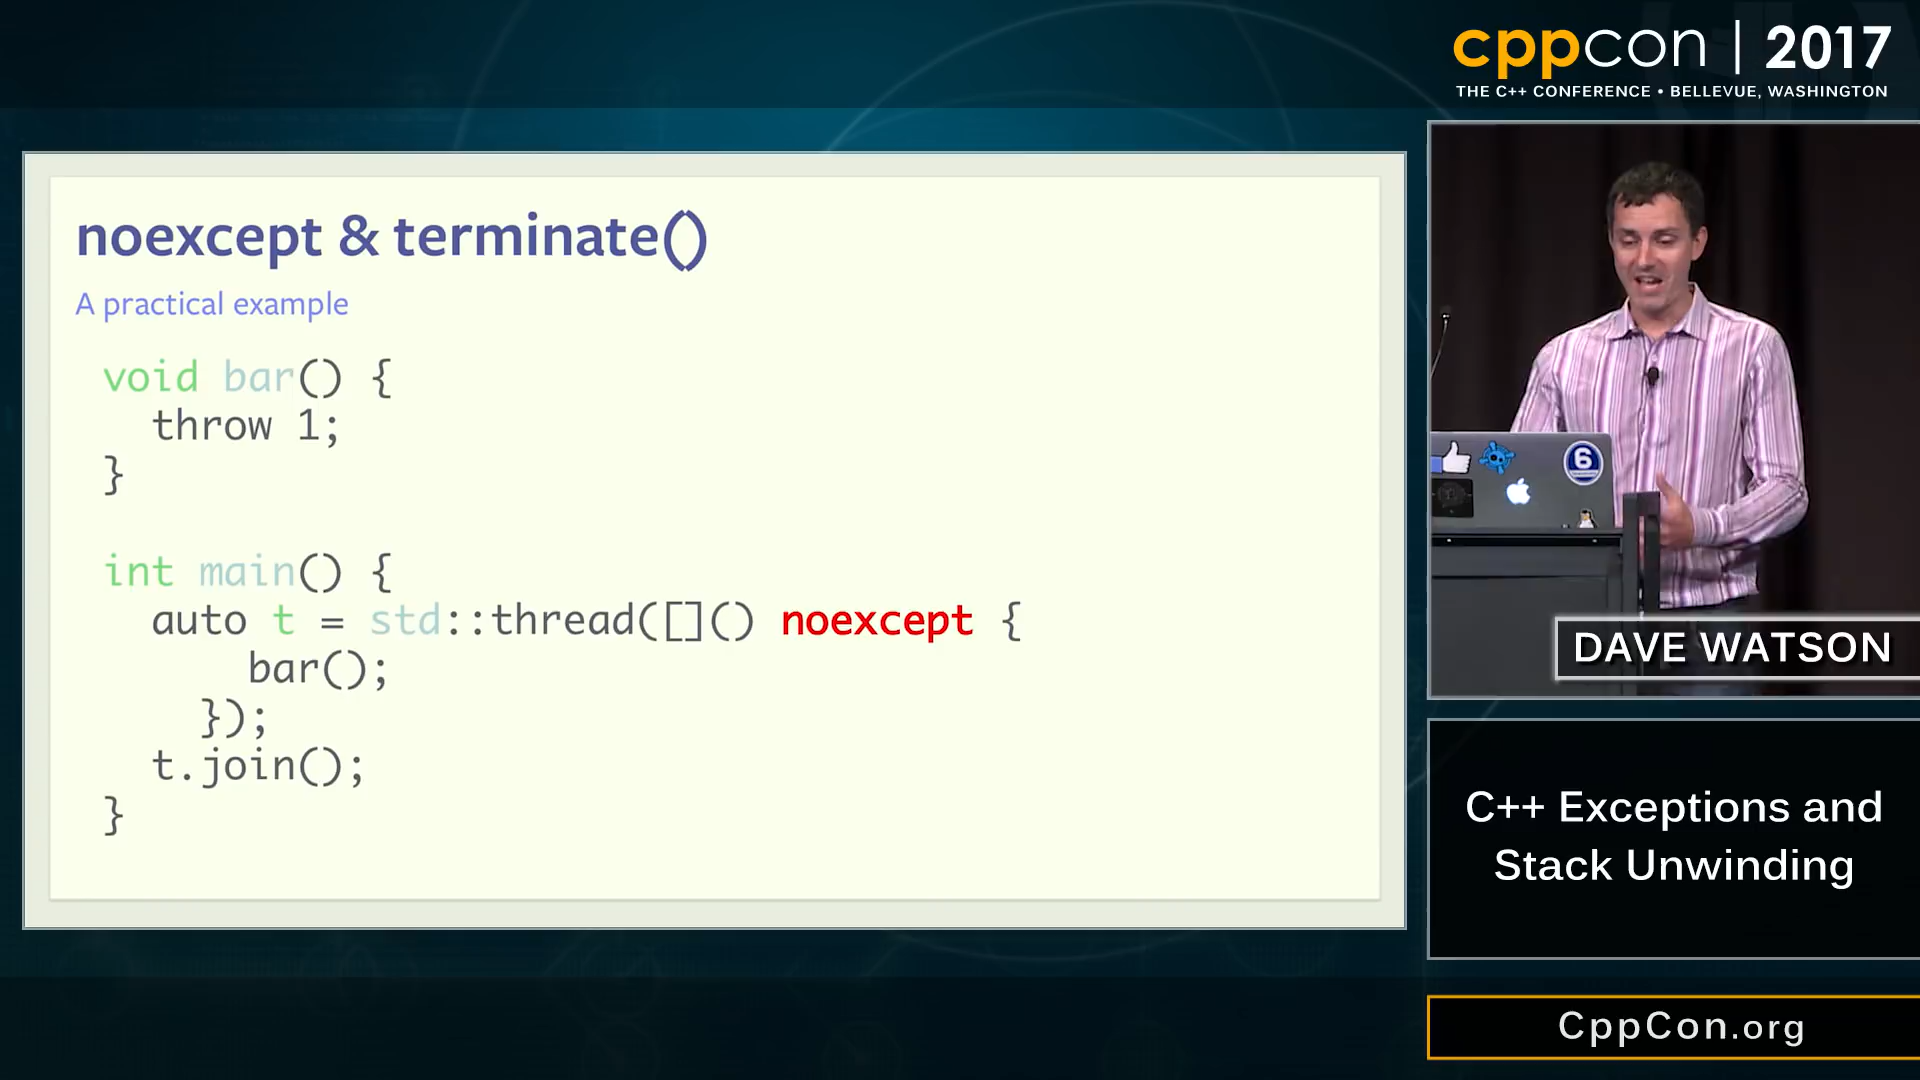 cppcon | 2017
THE C++ CONFERENCE • BELLEVUE, WASHINGTON
noexcept & terminate()
A practical example
void bar() {
  throw 1;
}
int main() {
  auto t = std::thread([]() noexcept {
      bar();
    });
  t.join();
}
6
DAVE WATSON
C++ Exceptions and
Stack Unwinding
CppCon.org